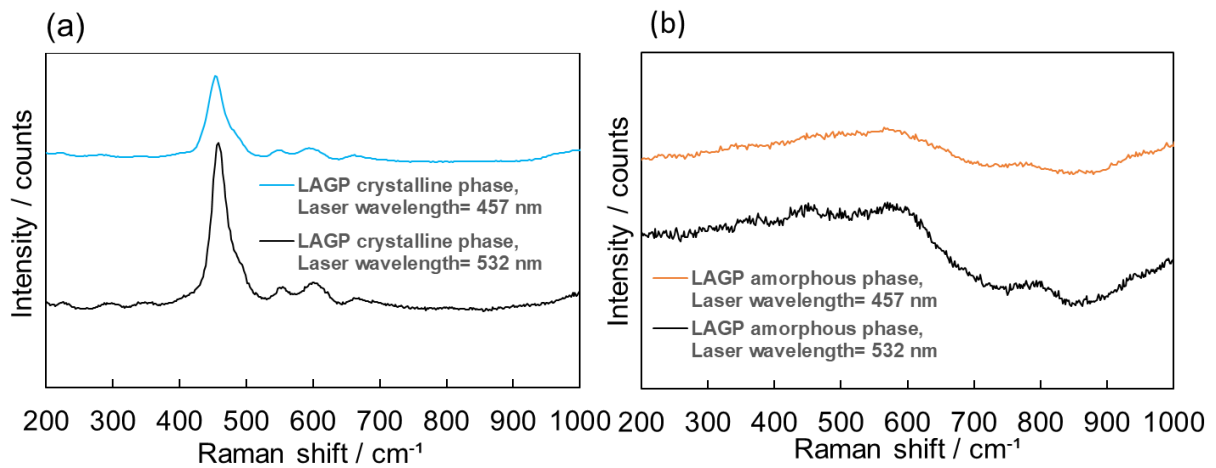 (a)
Intensity / counts
LAGP crystalline phase,
Laser wavelength= 457 nm
LAGP crystalline phase,
Laser wavelength= 532 nm
200 300 400 500 600 700 800 900 1000
Raman shift / cm⁻¹
(b)
Intensity / counts
LAGP amorphous phase,
Laser wavelength= 457 nm
LAGP amorphous phase,
Laser wavelength= 532 nm
200 300 400 500 600 700 800 900 1000
Raman shift / cm⁻¹